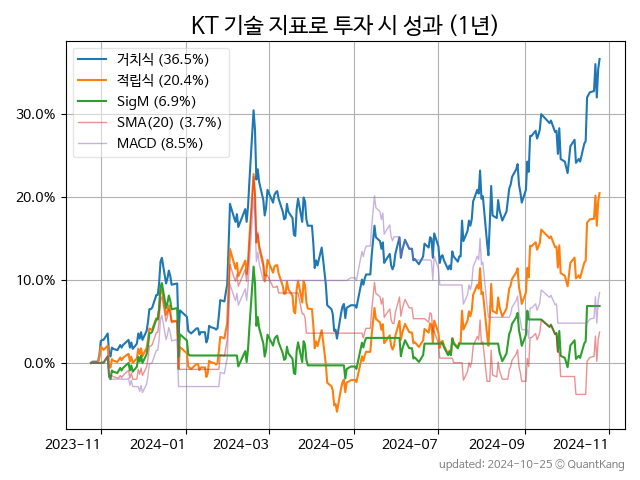 KT 기술 지표로 투자 시 성과 (1년)
거치식 (36.5%)
적립식 (20.4%)
SigM (6.9%)
SMA(20) (3.7%)
MACD (8.5%)
30.0%
20.0%
10.0%
0.0%
2023-11 2024-01 2024-03 2024-05 2024-07 2024-09 2024-11
updated: 2024-10-25 © QuantKang